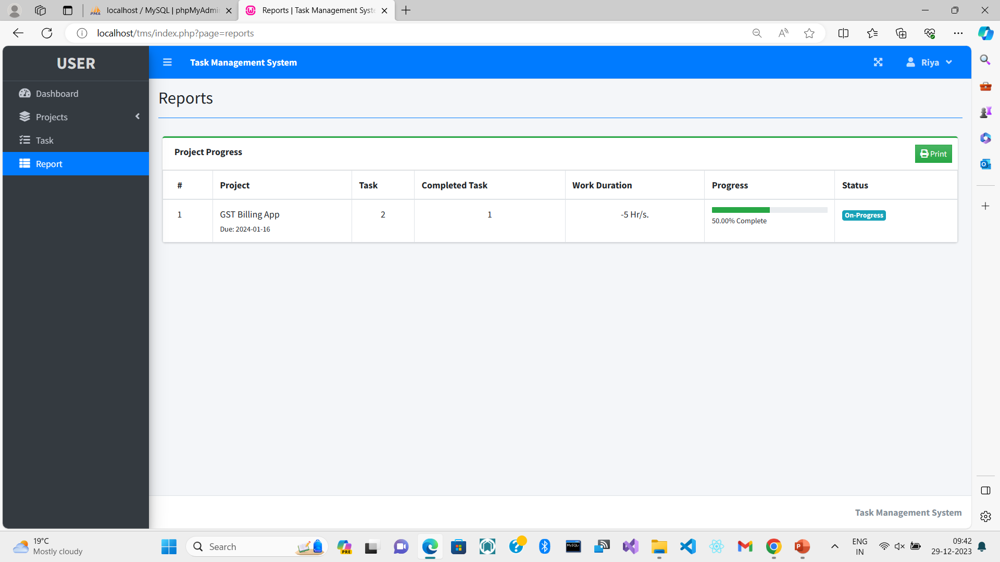 localhost / MySQL | phpMyAdmi
Reports | Task Management Syst
localhost/tms/index.php?page=reports
USER
Task Management System
Riya
Dashboard
Projects
Task
Report
Reports
Project Progress
Print
# Project Task Completed Task Work Duration Progress Status
1 GST Billing App 2 1 -5 Hr/s. On-Progress
Due: 2024-01-16 50.00% Complete
Task Management System
19°C
Mostly cloudy
Search
PRE
MySQL
ENG
IN
09:42
29-12-2023